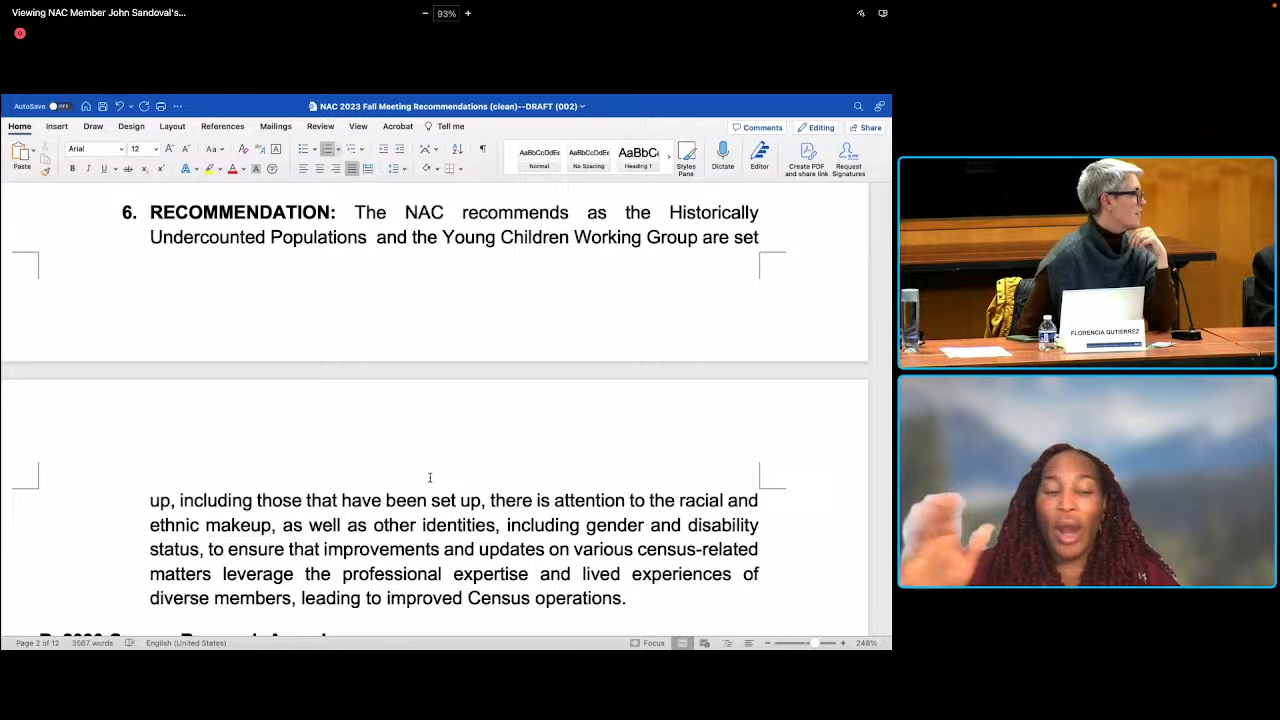 Viewing NAC Member John Sandoval's...
93%
AutoSave OFF
NAC 2023 Fall Meeting Recommendations (clean)--DRAFT (002)
Home Insert Draw Design Layout References Mailings Review View Acrobat Tell me
Comments Editing Share
Paste
Arial 12
AaBbCcDdEe AaBbCcDdEe AaBbC
Normal No Spacing Heading 1
Styles Pane
Dictate
Editor
Create PDF and share link
Request Signatures
6. RECOMMENDATION: The NAC recommends as the Historically
Undercounted Populations and the Young Children Working Group are set
up, including those that have been set up, there is attention to the racial and
ethnic makeup, as well as other identities, including gender and disability
status, to ensure that improvements and updates on various census-related
matters leverage the professional expertise and lived experiences of
diverse members, leading to improved Census operations.
Page 2 of 12 3567 words English (United States) Focus 246%
FLORENCIA GUTIERREZ